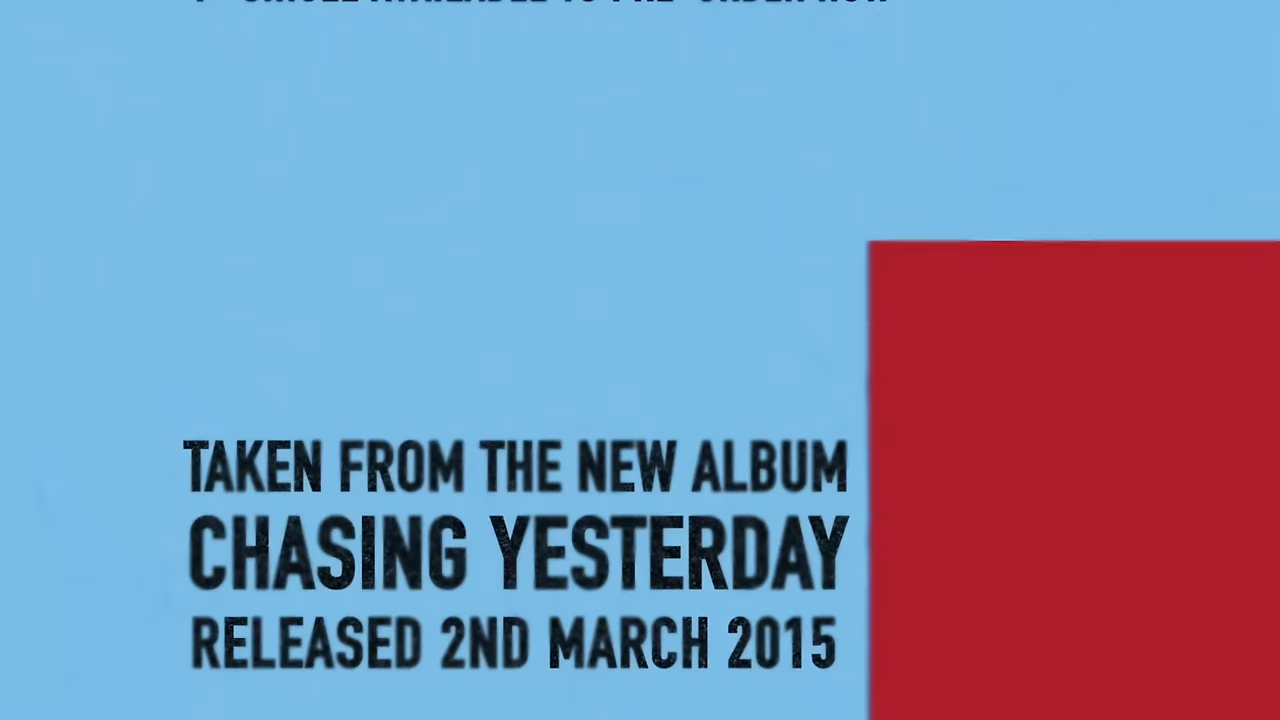 TAKEN FROM THE NEW ALBUM
CHASING YESTERDAY
RELEASED 2ND MARCH 2015